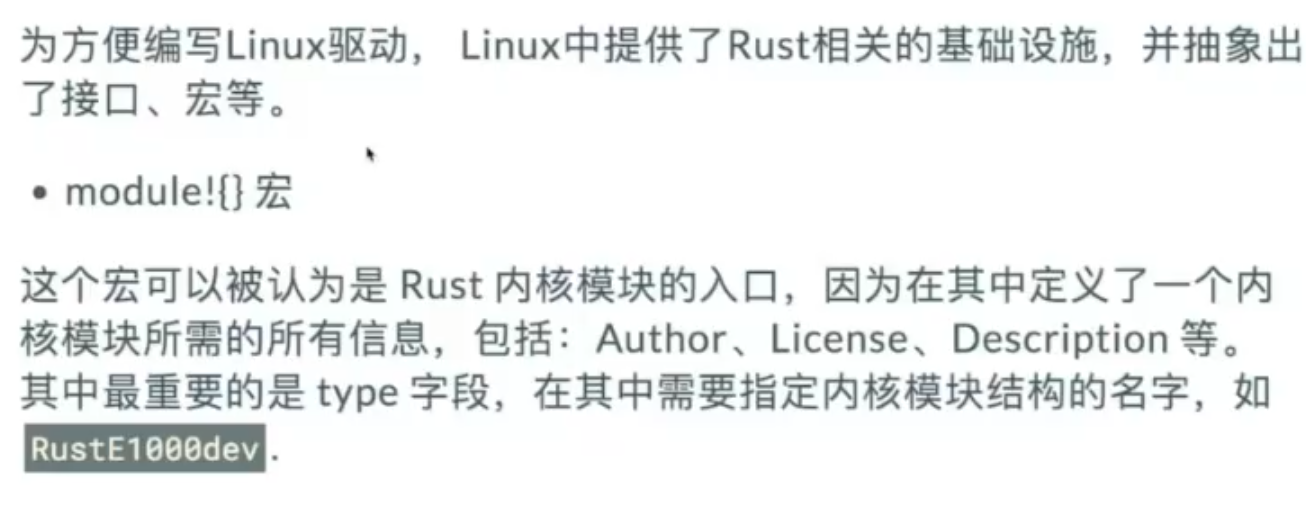 为方便编写Linux驱动， Linux中提供了Rust相关的基础设施，并抽象出
了接口、宏等。
• module!{} 宏
这个宏可以被认为是 Rust 内核模块的入口，因为在其中定义了一个内
核模块所需的所有信息，包括：Author、License、Description 等。
其中最重要的是 type 字段，在其中需要指定内核模块结构的名字，如
RustE1000dev.